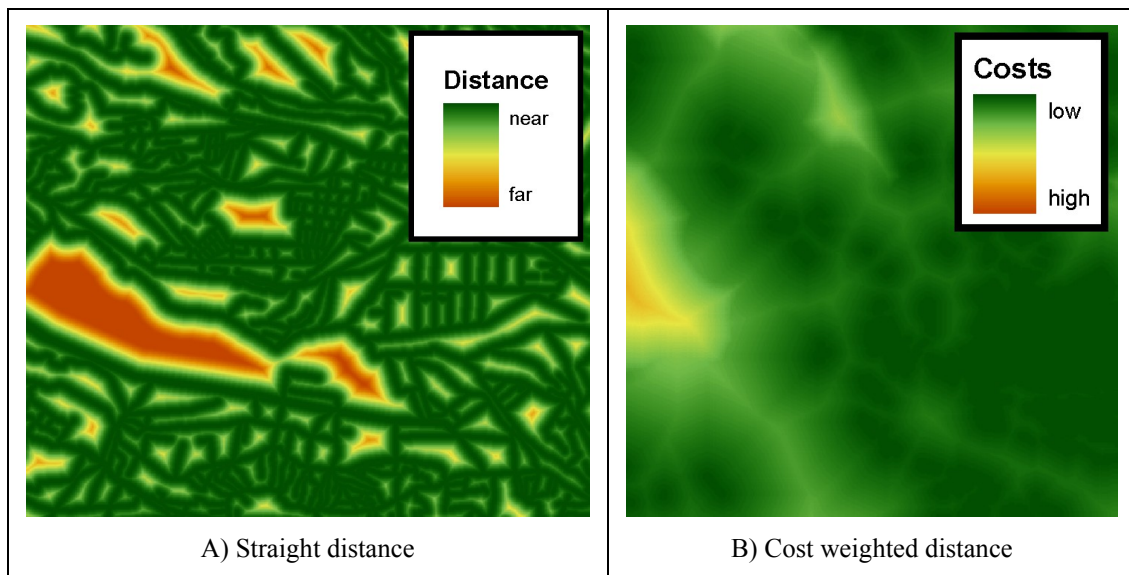 Distance
near
far
Costs
low
high
A) Straight distance
B) Cost weighted distance